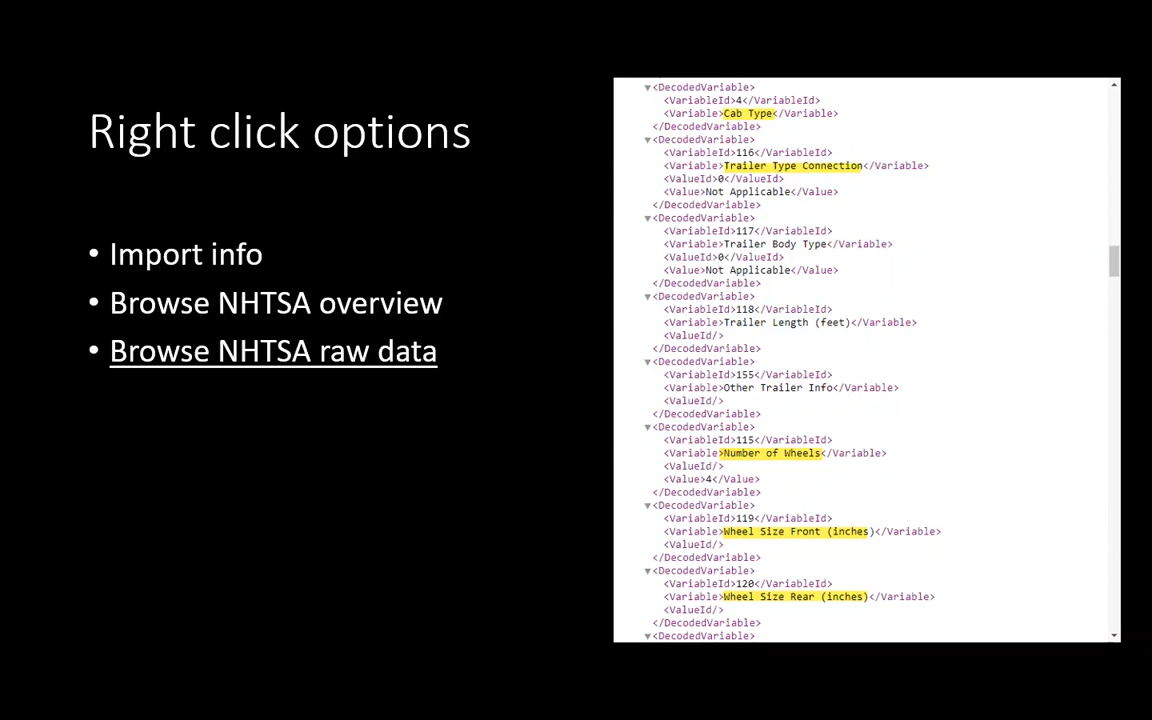 Right click options
• Import info
• Browse NHTSA overview
• Browse NHTSA raw data
▼<DecodedVariable>
<VariableId>4</VariableId>
<Variable>Cab Type</Variable>
</DecodedVariable>
▼<DecodedVariable>
<VariableId>116</VariableId>
<Variable>Trailer Type Connection</Variable>
<ValueId>0</ValueId>
<Value>Not Applicable</Value>
</DecodedVariable>
▼<DecodedVariable>
<VariableId>117</VariableId>
<Variable>Trailer Body Type</Variable>
<ValueId>0</ValueId>
<Value>Not Applicable</Value>
</DecodedVariable>
▼<DecodedVariable>
<VariableId>118</VariableId>
<Variable>Trailer Length (feet)</Variable>
<ValueId/>
</DecodedVariable>
▼<DecodedVariable>
<VariableId>155</VariableId>
<Variable>Other Trailer Info</Variable>
<ValueId/>
</DecodedVariable>
▼<DecodedVariable>
<VariableId>115</VariableId>
<Variable>Number of Wheels</Variable>
<ValueId/>
<Value>4</Value>
</DecodedVariable>
▼<DecodedVariable>
<VariableId>119</VariableId>
<Variable>Wheel Size Front (inches)</Variable>
<ValueId/>
</DecodedVariable>
▼<DecodedVariable>
<VariableId>120</VariableId>
<Variable>Wheel Size Rear (inches)</Variable>
<ValueId/>
</DecodedVariable>
▼<DecodedVariable>